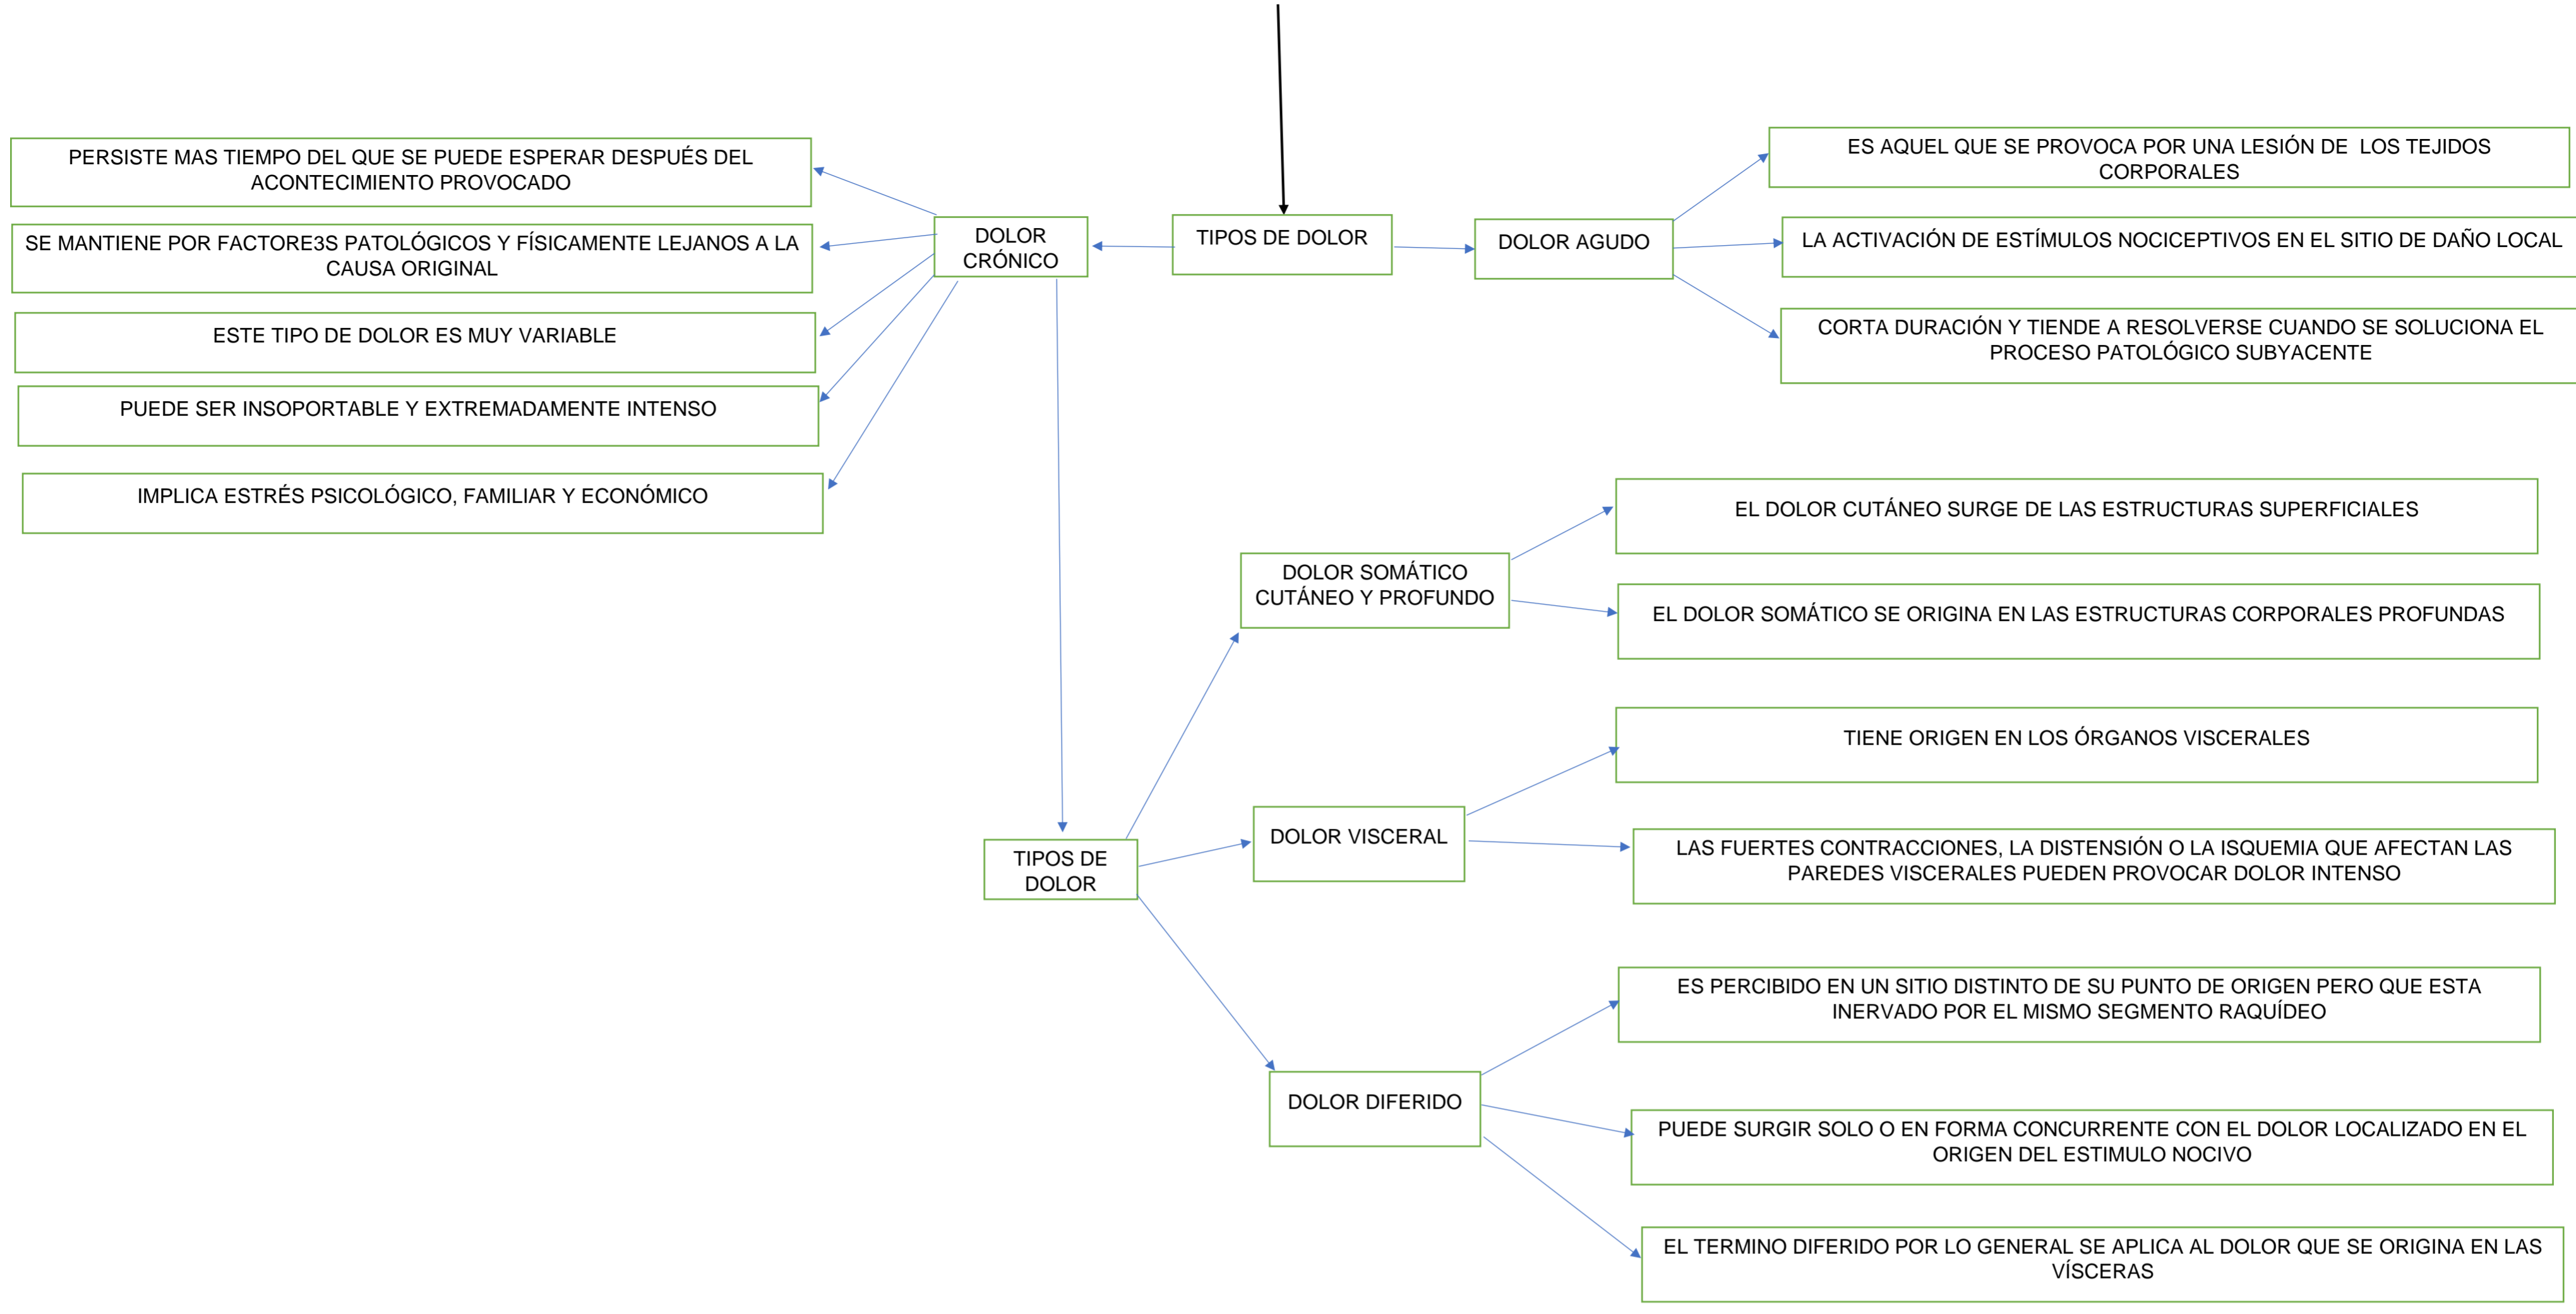 PERSISTE MAS TIEMPO DEL QUE SE PUEDE ESPERAR DESPUÉS DEL
ACONTECIMIENTO PROVOCADO
SE MANTIENE POR FACTORE3S PATOLÓGICOS Y FÍSICAMENTE LEJANOS A LA
CAUSA ORIGINAL
ESTE TIPO DE DOLOR ES MUY VARIABLE
PUEDE SER INSOPORTABLE Y EXTREMADAMENTE INTENSO
IMPLICA ESTRÉS PSICOLÓGICO, FAMILIAR Y ECONÓMICO
DOLOR
CRÓNICO
TIPOS DE DOLOR
DOLOR AGUDO
ES AQUEL QUE SE PROVOCA POR UNA LESIÓN DE LOS TEJIDOS
CORPORALES
LA ACTIVACIÓN DE ESTÍMULOS NOCICEPTIVOS EN EL SITIO DE DAÑO LOCAL
CORTA DURACIÓN Y TIENDE A RESOLVERSE CUANDO SE SOLUCIONA EL
PROCESO PATOLÓGICO SUBYACENTE
TIPOS DE
DOLOR
DOLOR SOMÁTICO
CUTÁNEO Y PROFUNDO
EL DOLOR CUTÁNEO SURGE DE LAS ESTRUCTURAS SUPERFICIALES
EL DOLOR SOMÁTICO SE ORIGINA EN LAS ESTRUCTURAS CORPORALES PROFUNDAS
DOLOR VISCERAL
TIENE ORIGEN EN LOS ÓRGANOS VISCERALES
LAS FUERTES CONTRACCIONES, LA DISTENSIÓN O LA ISQUEMIA QUE AFECTAN LAS
PAREDES VISCERALES PUEDEN PROVOCAR DOLOR INTENSO
DOLOR DIFERIDO
ES PERCIBIDO EN UN SITIO DISTINTO DE SU PUNTO DE ORIGEN PERO QUE ESTA
INERVADO POR EL MISMO SEGMENTO RAQUÍDEO
PUEDE SURGIR SOLO O EN FORMA CONCURRENTE CON EL DOLOR LOCALIZADO EN EL
ORIGEN DEL ESTIMULO NOCIVO
EL TERMINO DIFERIDO POR LO GENERAL SE APLICA AL DOLOR QUE SE ORIGINA EN LAS
VÍSCERAS